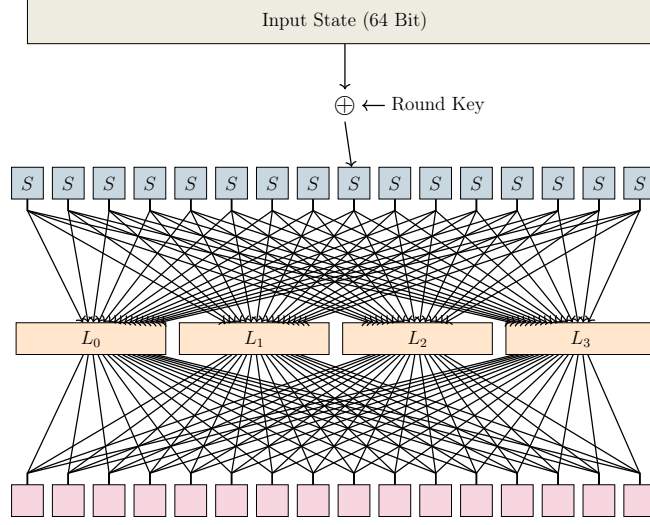 Input State (64 Bit)
⊕ Round Key
S S S S S S S S S S S S S S S S
L₀ L₁ L₂ L₃